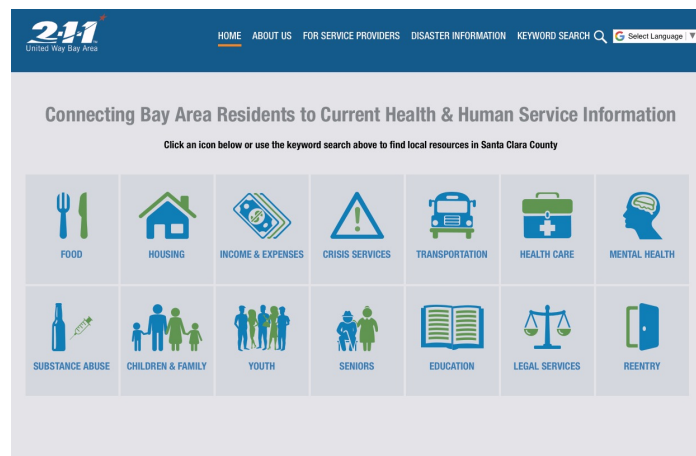 2-1-1
United Way Bay Area
HOME ABOUT US FOR SERVICE PROVIDERS DISASTER INFORMATION KEYWORD SEARCH G Select Language ▼
Connecting Bay Area Residents to Current Health & Human Service Information
Click an icon below or use the keyword search above to find local resources in Santa Clara County
FOOD HOUSING INCOME & EXPENSES CRISIS SERVICES TRANSPORTATION HEALTH CARE MENTAL HEALTH
SUBSTANCE ABUSE CHILDREN & FAMILY YOUTH SENIORS EDUCATION LEGAL SERVICES REENTRY